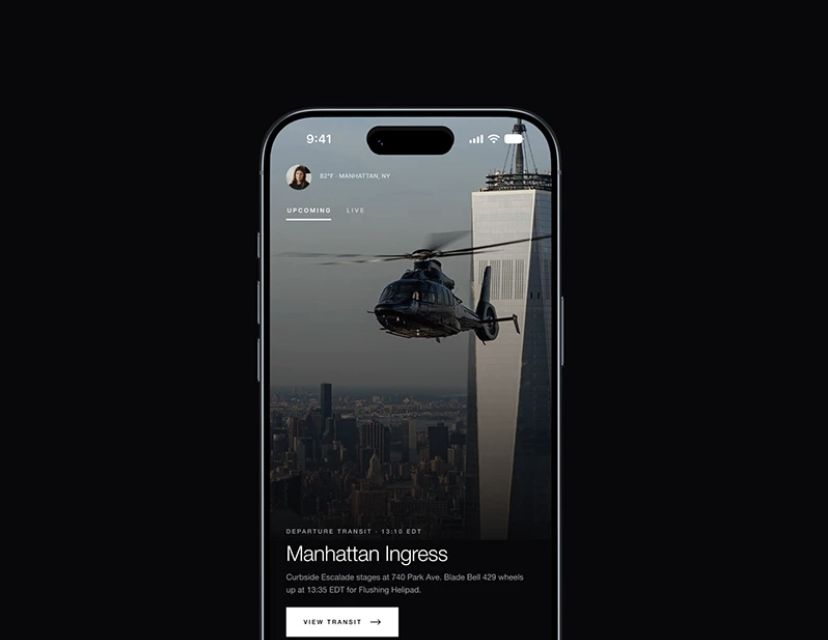 9:41
82°F · MANHATTAN, NY
UPCOMING LIVE
DEPARTURE TRANSIT · 13:10 EDT
Manhattan Ingress
Curbside Escalade stages at 740 Park Ave. Blade Bell 429 wheels
up at 13:35 EDT for Flushing Helipad.
VIEW TRANSIT →